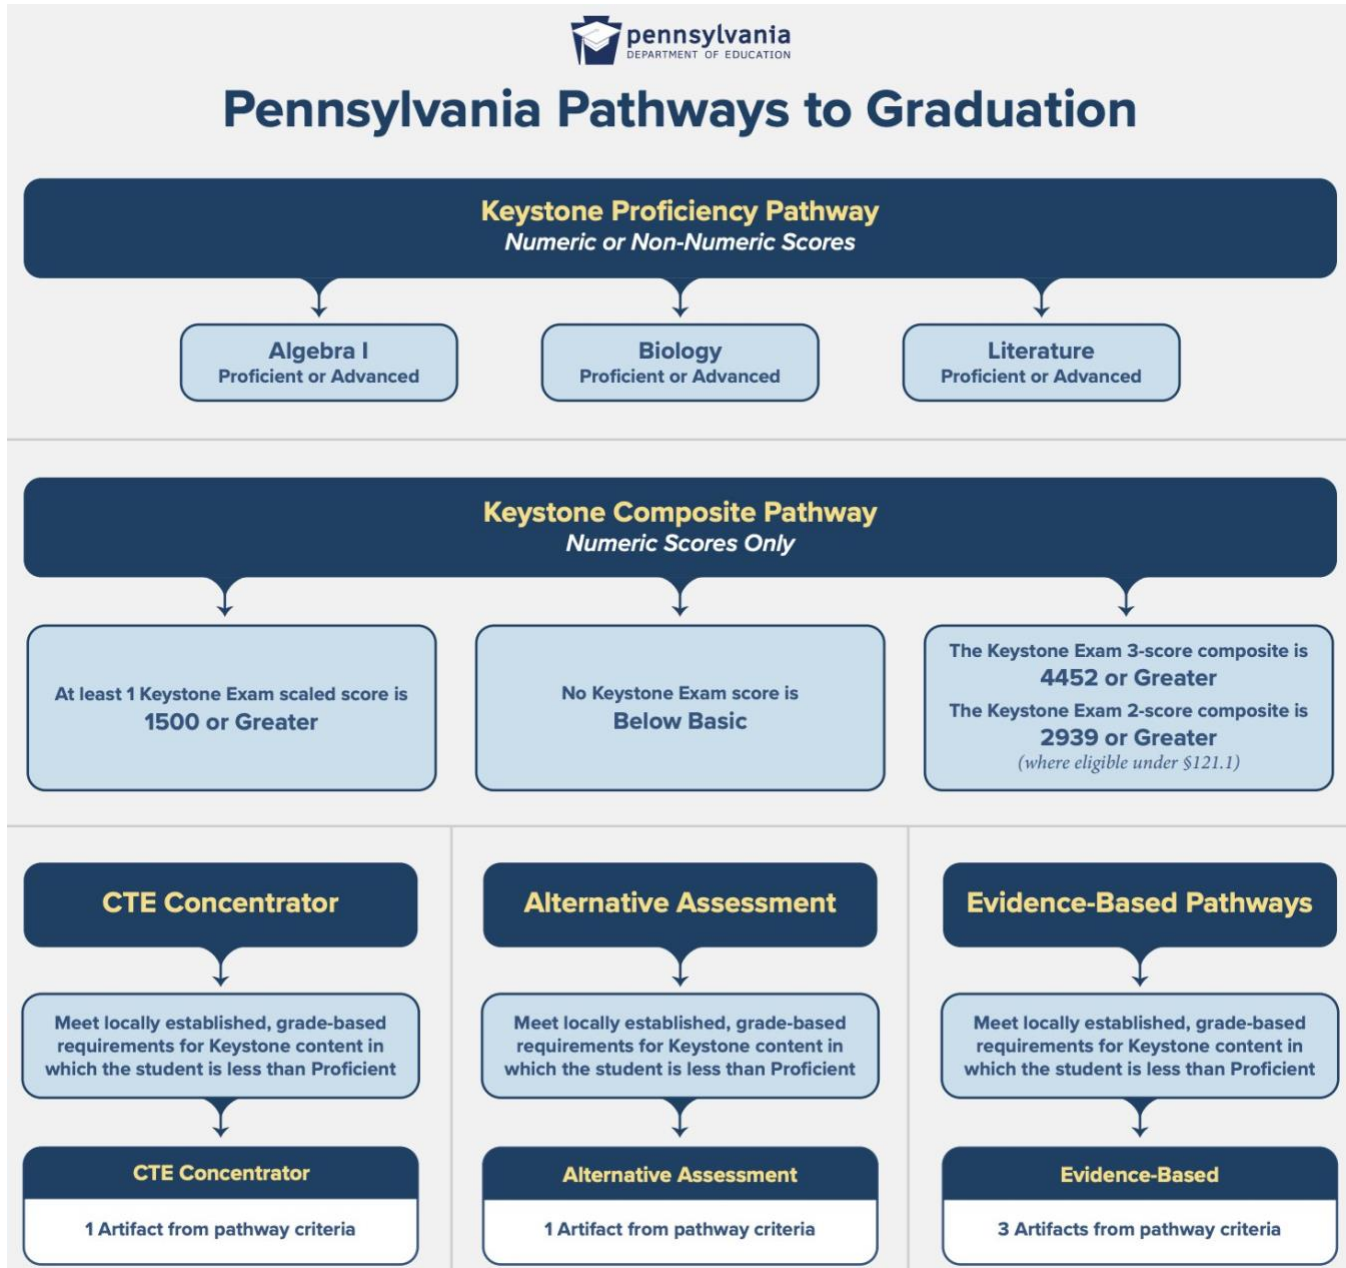 pennsylvania
DEPARTMENT OF EDUCATION
Pennsylvania Pathways to Graduation
Keystone Proficiency Pathway
Numeric or Non-Numeric Scores
Algebra I
Proficient or Advanced
Biology
Proficient or Advanced
Literature
Proficient or Advanced
Keystone Composite Pathway
Numeric Scores Only
At least 1 Keystone Exam scaled score is
1500 or Greater
No Keystone Exam score is
Below Basic
The Keystone Exam 3-score composite is
4452 or Greater
The Keystone Exam 2-score composite is
2939 or Greater
(where eligible under §121.1)
CTE Concentrator
Meet locally established, grade-based
requirements for Keystone content in
which the student is less than Proficient
CTE Concentrator
1 Artifact from pathway criteria
Alternative Assessment
Meet locally established, grade-based
requirements for Keystone content in
which the student is less than Proficient
Alternative Assessment
1 Artifact from pathway criteria
Evidence-Based Pathways
Meet locally established, grade-based
requirements for Keystone content in
which the student is less than Proficient
Evidence-Based
3 Artifacts from pathway criteria